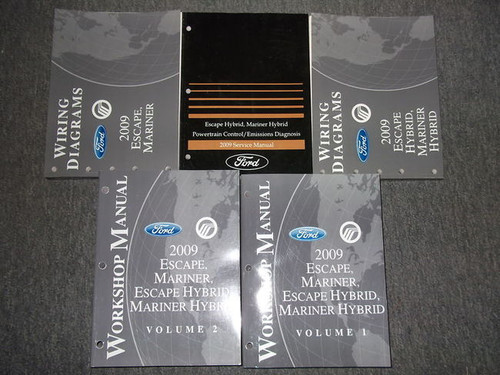 WIRING
DIAGRAMS
Ford
2009
ESCAPE,
MARINER
Escape Hybrid, Mariner Hybrid
Powertrain Control/Emissions Diagnosis
2009 Service Manual
Ford
WIRING
DIAGRAMS
Ford
2009
ESCAPE
HYBRID,
MARINER
HYBRID
WORKSHOP MANUAL
Ford
2009
ESCAPE,
MARINER,
ESCAPE HYBRID,
MARINER HYBRID
VOLUME 2
WORKSHOP MANUAL
Ford
2009
ESCAPE,
MARINER,
ESCAPE HYBRID,
MARINER HYBRID
VOLUME 1